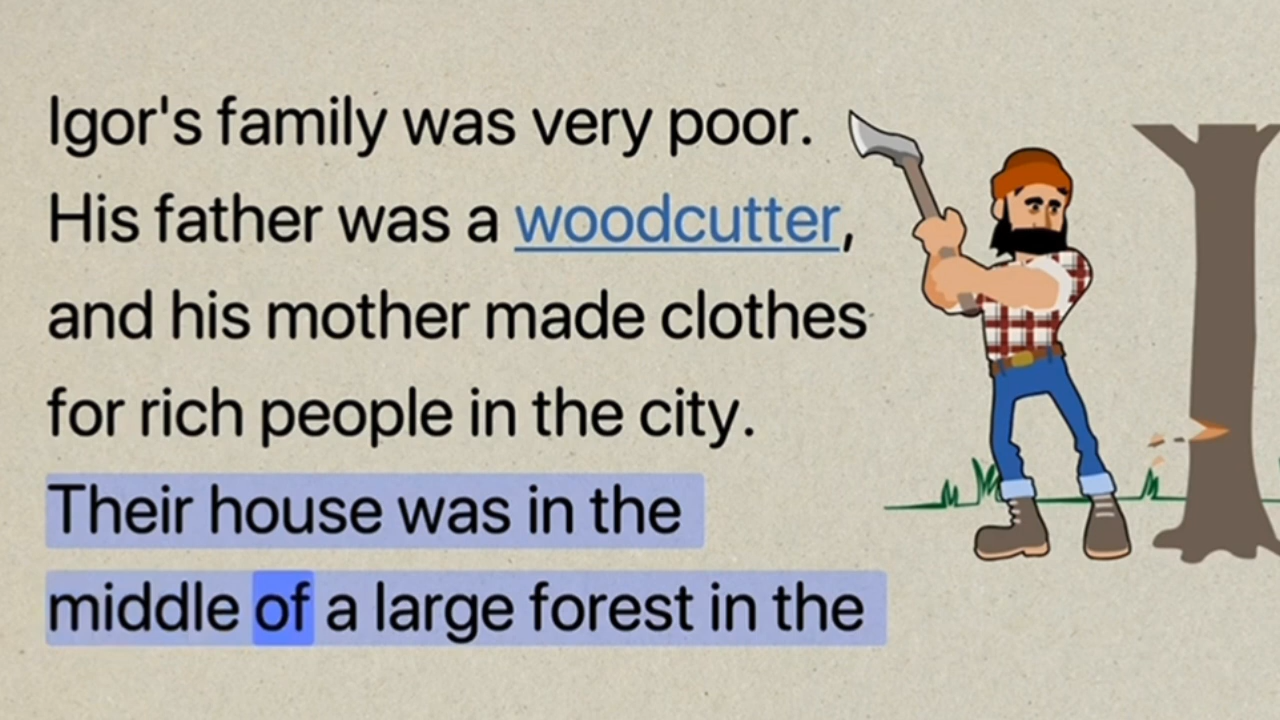 Igor's family was very poor.
His father was a woodcutter,
and his mother made clothes
for rich people in the city.
Their house was in the
middle of a large forest in the